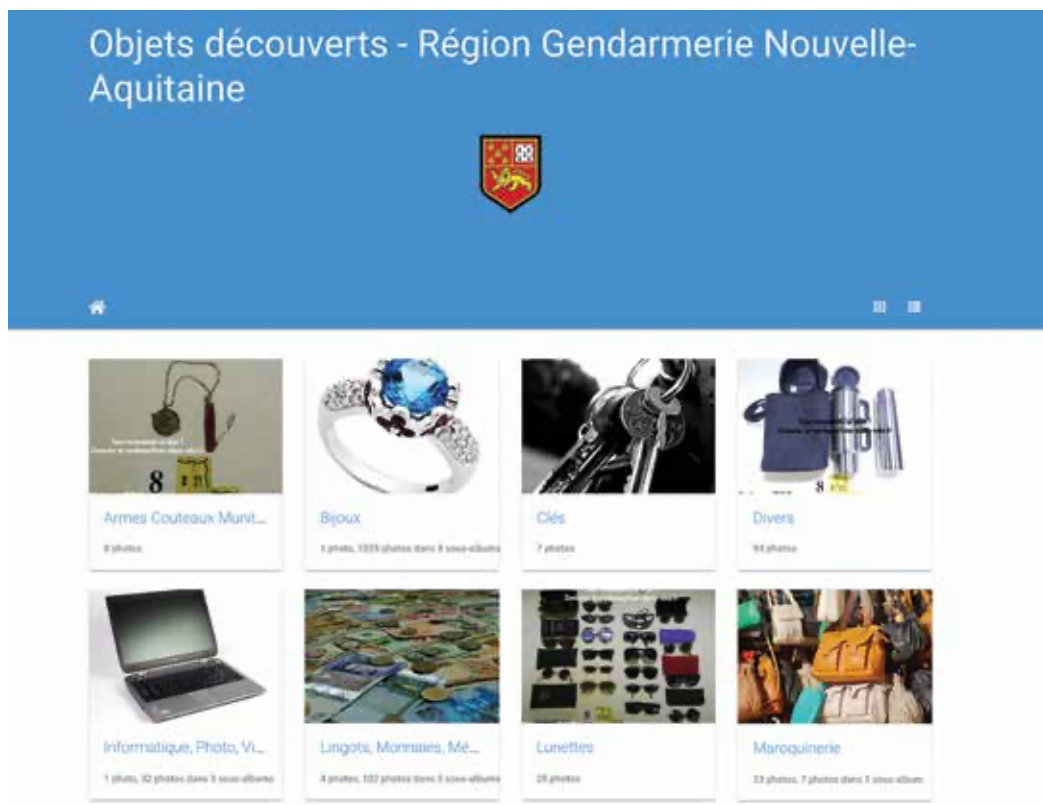 Objets découverts - Région Gendarmerie Nouvelle-
Aquitaine
8
8
Armes Couteaux Munit...
Bijoux
Clés
Divers
photos
1 photo, photos dans 8 sous-albums
7 photos
94 photos
Informatique, Photo, Vi...
Lingots, Monnaies, Mé...
Lunettes
Maroquinerie
1 photo, 32 photos dans 3 sous-albums
4 photos, 102 photos dans 3 sous-albums
photos
23 photos, 7 photos dans 1 sous-album